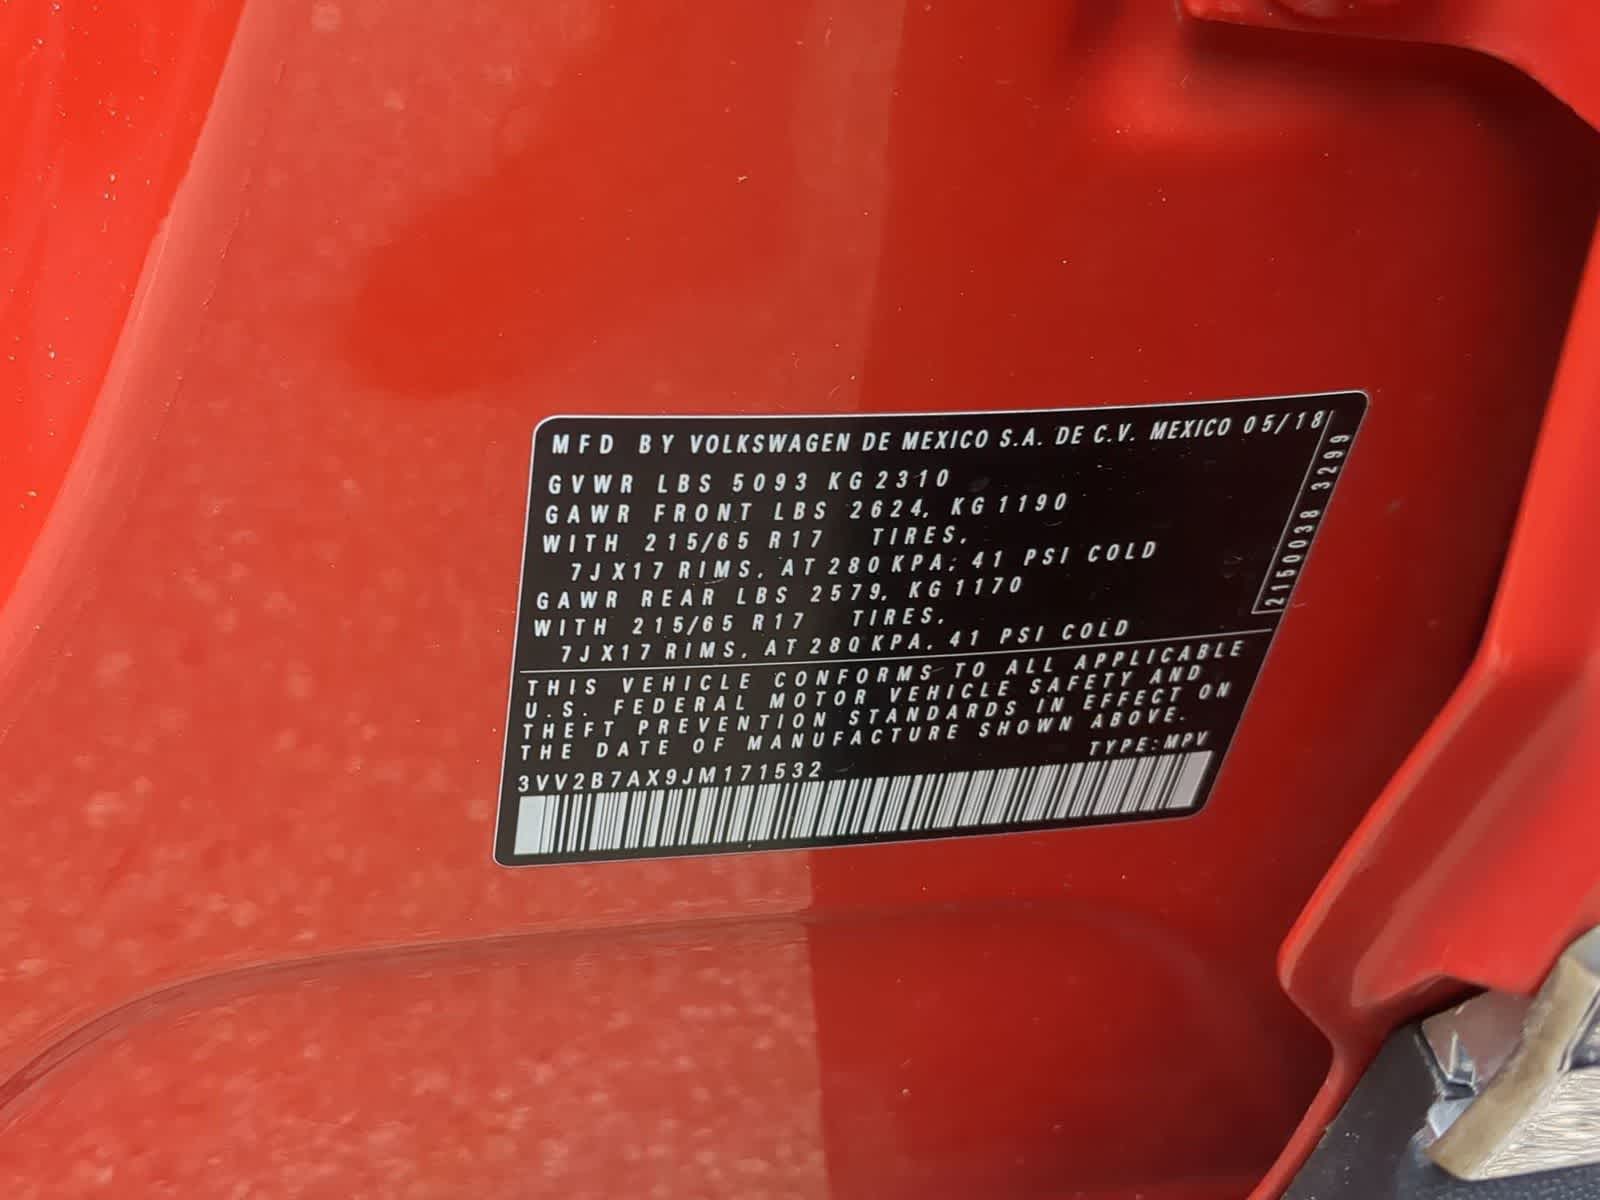 MFD BY VOLKSWAGEN DE MEXICO S.A. DE C.V. MEXICO 05/18
GVWR LBS 5093 KG 2310
GAWR FRONT LBS 2624, KG 1190
WITH 215/65 R17 TIRES,
7JX17 RIMS, AT 280 KPA; 41 PSI COLD
GAWR REAR LBS 2579, KG 1170
WITH 215/65 R17 TIRES,
7JX17 RIMS, AT 280 KPA, 41 PSI COLD
2150038 3299
THIS VEHICLE CONFORMS TO ALL APPLICABLE
U.S. FEDERAL MOTOR VEHICLE SAFETY AND
THEFT PREVENTION STANDARDS IN EFFECT ON
THE DATE OF MANUFACTURE SHOWN ABOVE.
TYPE: MPV
3VV2B7AX9JM171532